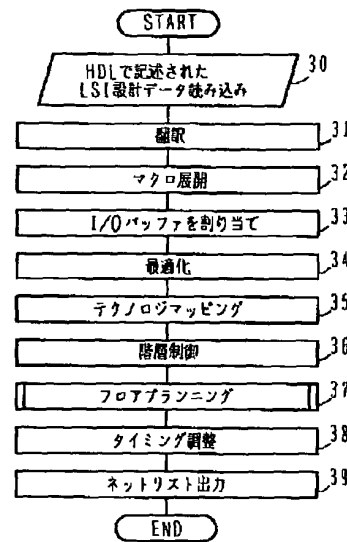 START
HDLで記述された
LSI設計データ読み込み
30
翻訳
31
マクロ展開
32
I/Oバッファを割り当て
33
最適化
34
テクノロジマッピング
35
階層制御
36
フロアプランニング
37
タイミング調整
38
ネットリスト出力
39
END